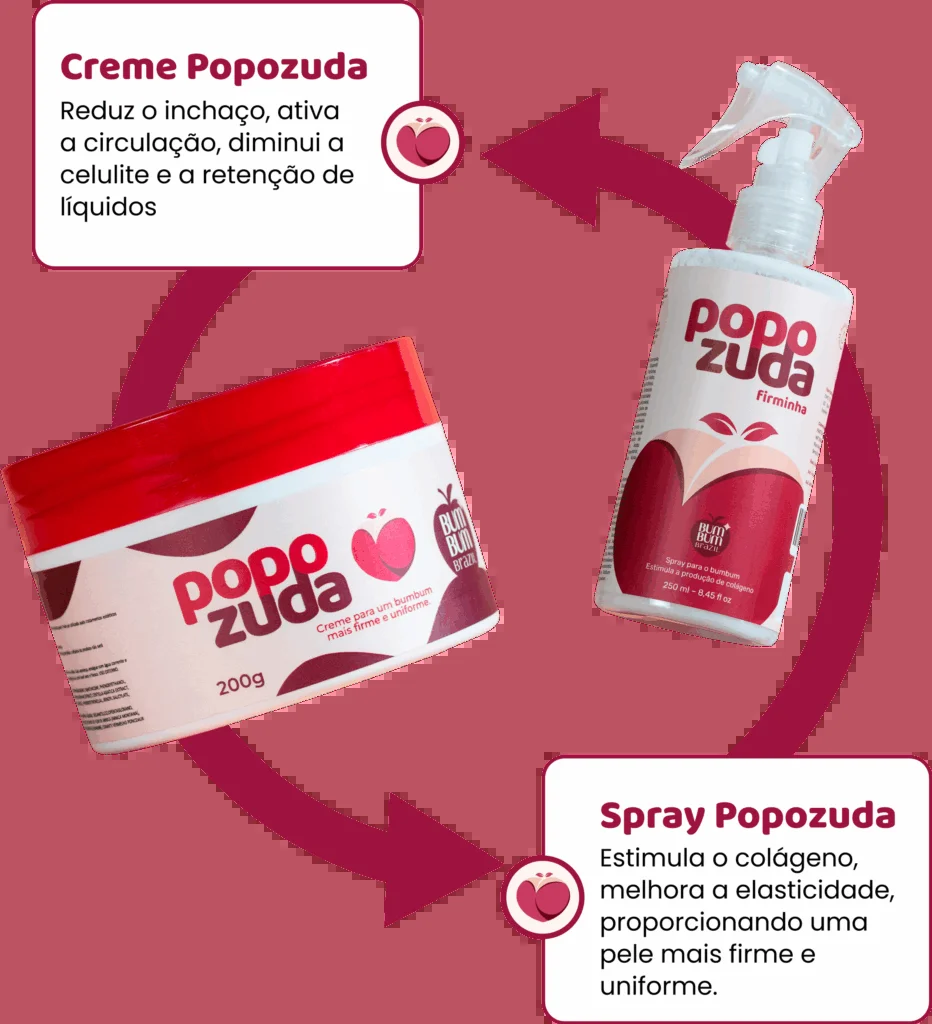 Creme Popozuda
Reduz o inchaço, ativa
a circulação, diminui a
celulite e a retenção de
líquidos
popo
zuda
Firminha
BUM
BUM
BRAZIL
Spray para o bumbum
Estimula a produção de colágeno
250 ml - 8,45 fl oz
popo
zuda
Creme para um bumbum
mais firme e uniforme.
200g
BUM
BUM
BRAZIL
Spray Popozuda
Estimula o colágeno,
melhora a elasticidade,
proporcionando uma
pele mais firme e
uniforme.